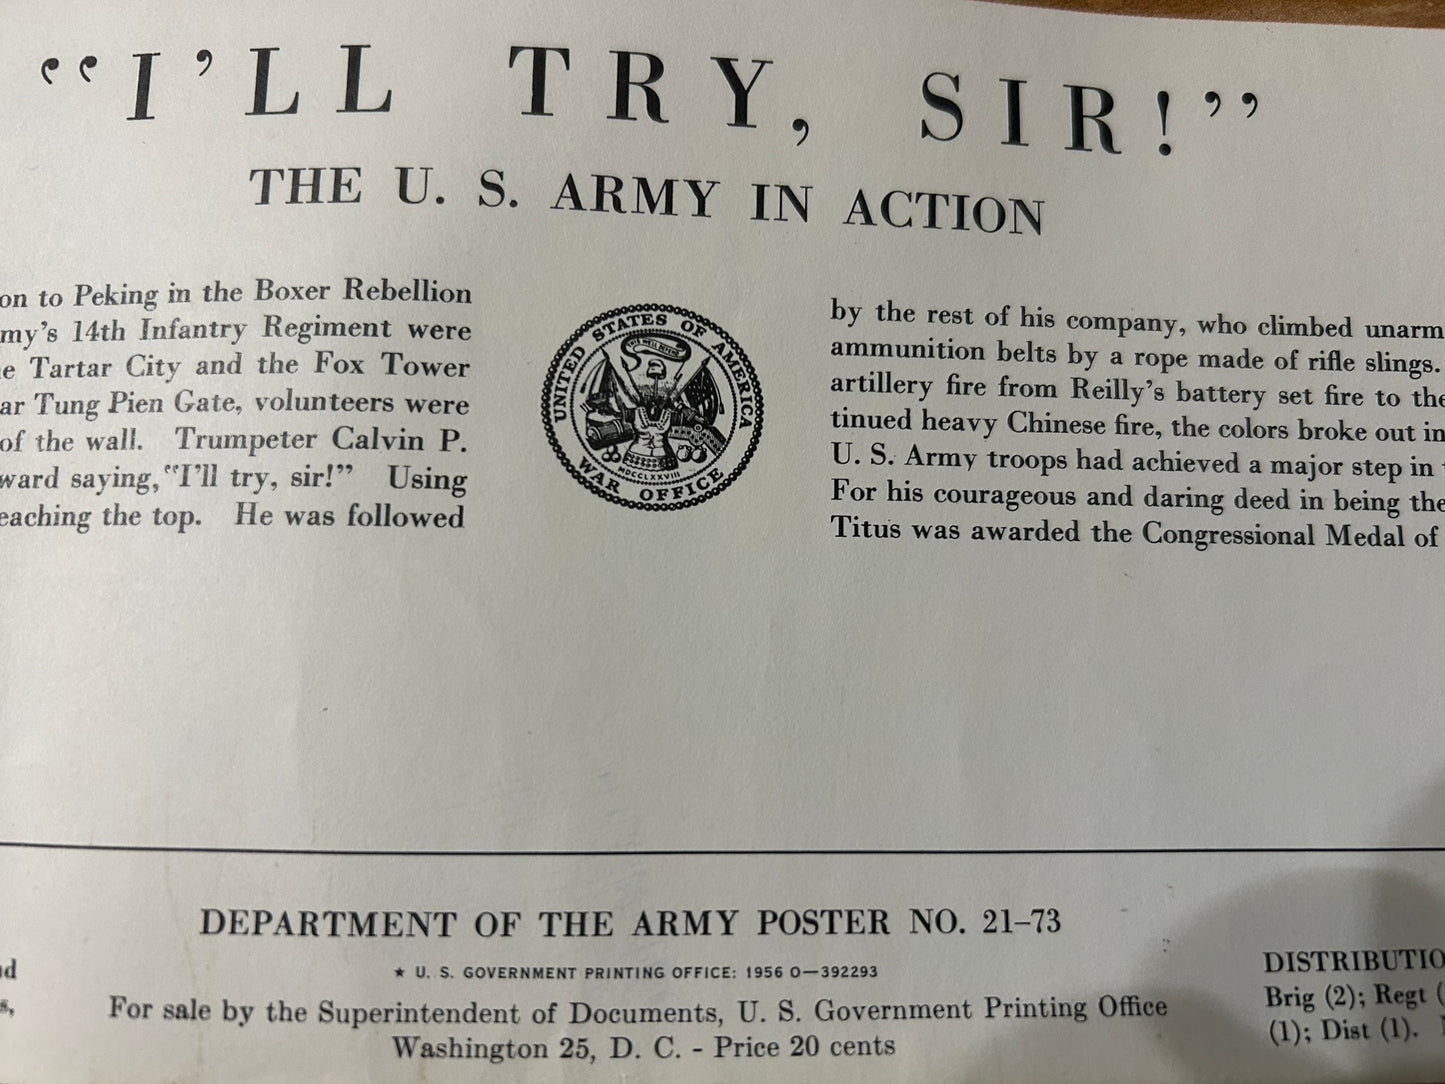 “I’LL TRY, SIR!”
THE U. S. ARMY IN ACTION
on to Peking in the Boxer Rebellion
my’s 14th Infantry Regiment were
e Tartar City and the Fox Tower
ar Tung Pien Gate, volunteers were
of the wall. Trumpeter Calvin P.
ward saying, “I’ll try, sir!” Using
eaching the top. He was followed
UNITED STATES OF AMERICA
THIS WE'LL DEFEND
MDCCLXXVIII
WAR OFFICE
by the rest of his company, who climbed unarm
ammunition belts by a rope made of rifle slings.
artillery fire from Reilly’s battery set fire to the
tinued heavy Chinese fire, the colors broke out in
U. S. Army troops had achieved a major step in
For his courageous and daring deed in being the
Titus was awarded the Congressional Medal of
DEPARTMENT OF THE ARMY POSTER NO. 21–73
★ U. S. GOVERNMENT PRINTING OFFICE: 1956 O—392293
For sale by the Superintendent of Documents, U. S. Government Printing Office
Washington 25, D. C. - Price 20 cents
s,
DISTRIBUTIO
Brig (2); Regt (
(1); Dist (1).